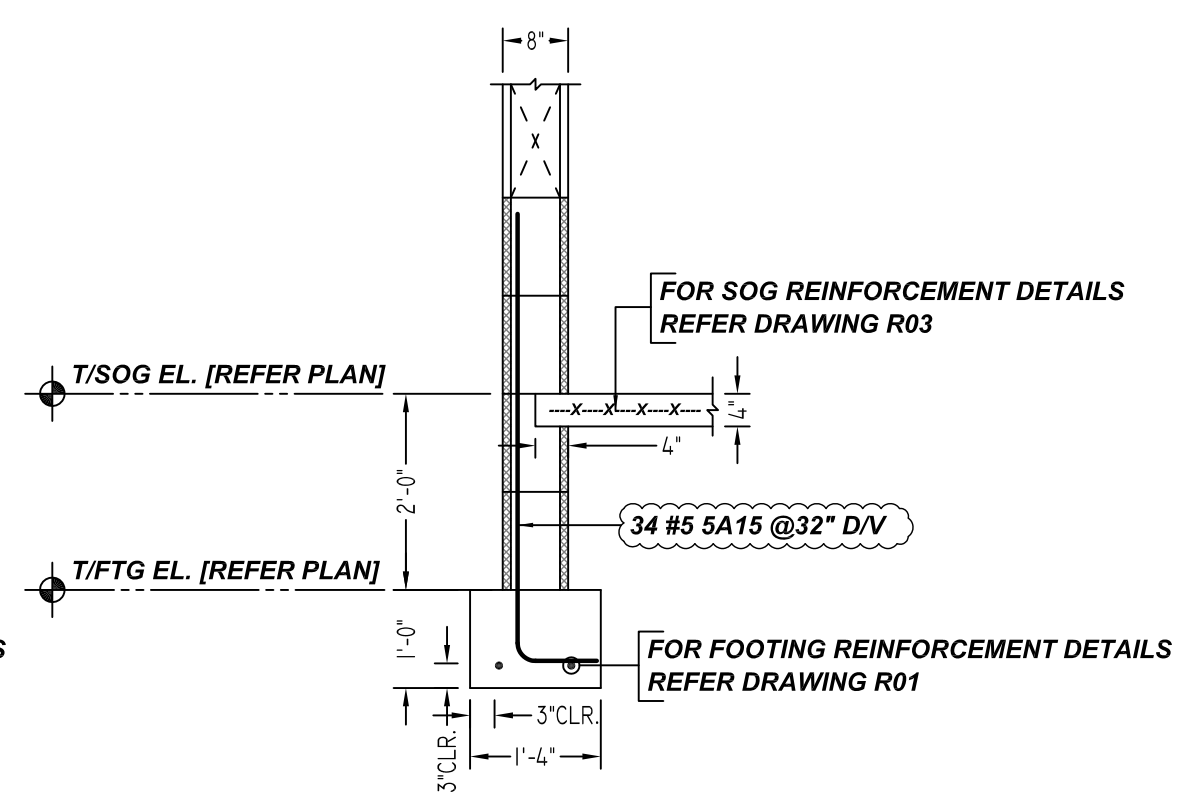 8"
X
FOR SOG REINFORCEMENT DETAILS
REFER DRAWING R03
T/SOG EL. [REFER PLAN]
----X----X----X----X----
4"
4"
2'-0"
34 #5 5A15 @32" D/V
T/FTG EL. [REFER PLAN]
1'-0"
S
FOR FOOTING REINFORCEMENT DETAILS
REFER DRAWING R01
3"CLR.
3"CLR.
1'-4"